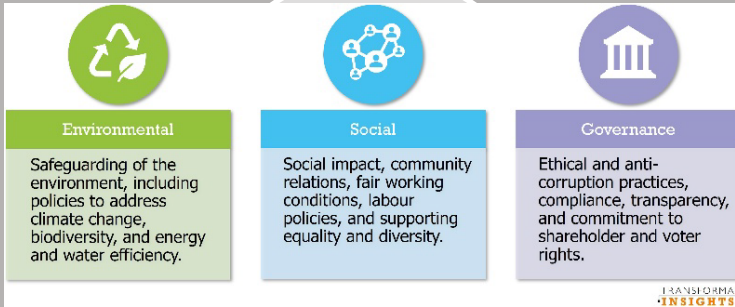 Environmental
Safeguarding of the
environment, including
policies to address
climate change,
biodiversity, and energy
and water efficiency.
Social
Social impact, community
relations, fair working
conditions, labour
policies, and supporting
equality and diversity.
Governance
Ethical and anti-
corruption practices,
compliance, transparency,
and commitment to
shareholder and voter
rights.
TRANSFORMA
INSIGHTS